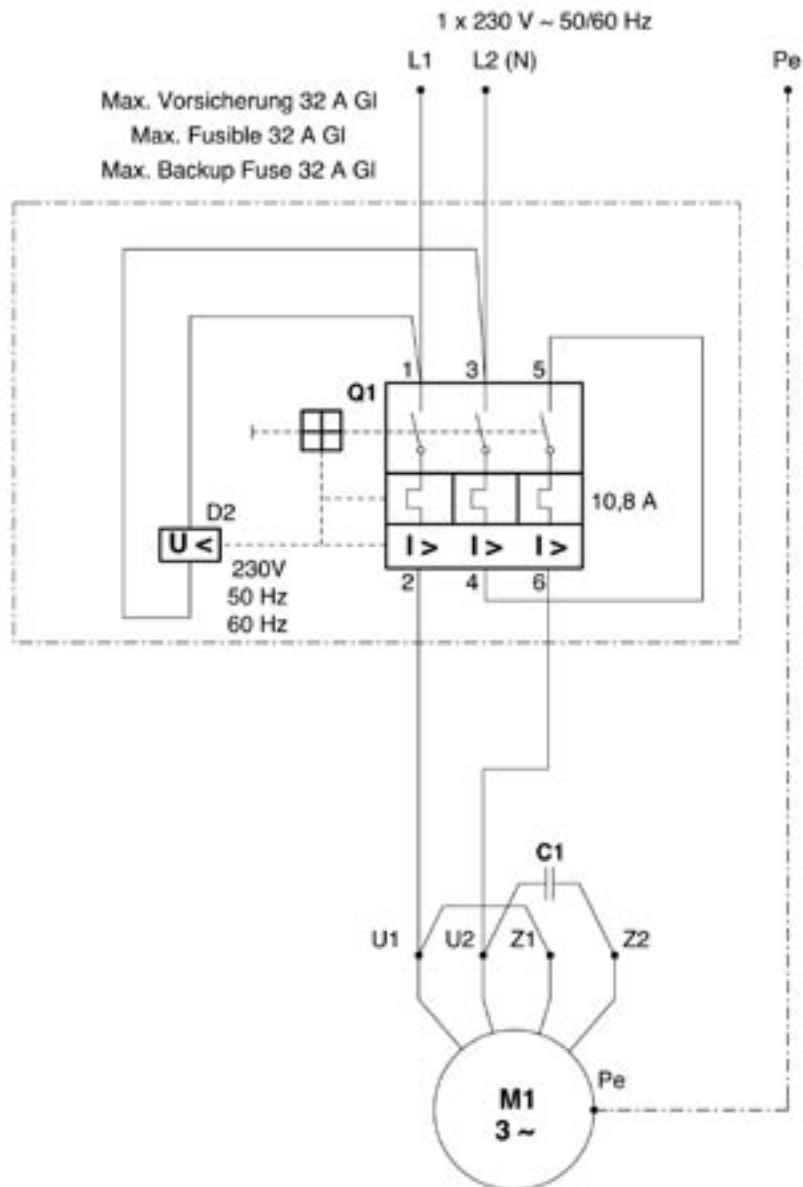 1 x 230 V ~ 50/60 Hz
L1 L2 (N) Pe
Max. Vorsicherung 32 A Gl
Max. Fusible 32 A Gl
Max. Backup Fuse 32 A Gl
1 3 5
Q1
10,8 A
D2
U <
I > I > I >
230V
50 Hz
60 Hz
2 4 6
C1
U1 U2 Z1 Z2
Pe
M1
3 ~